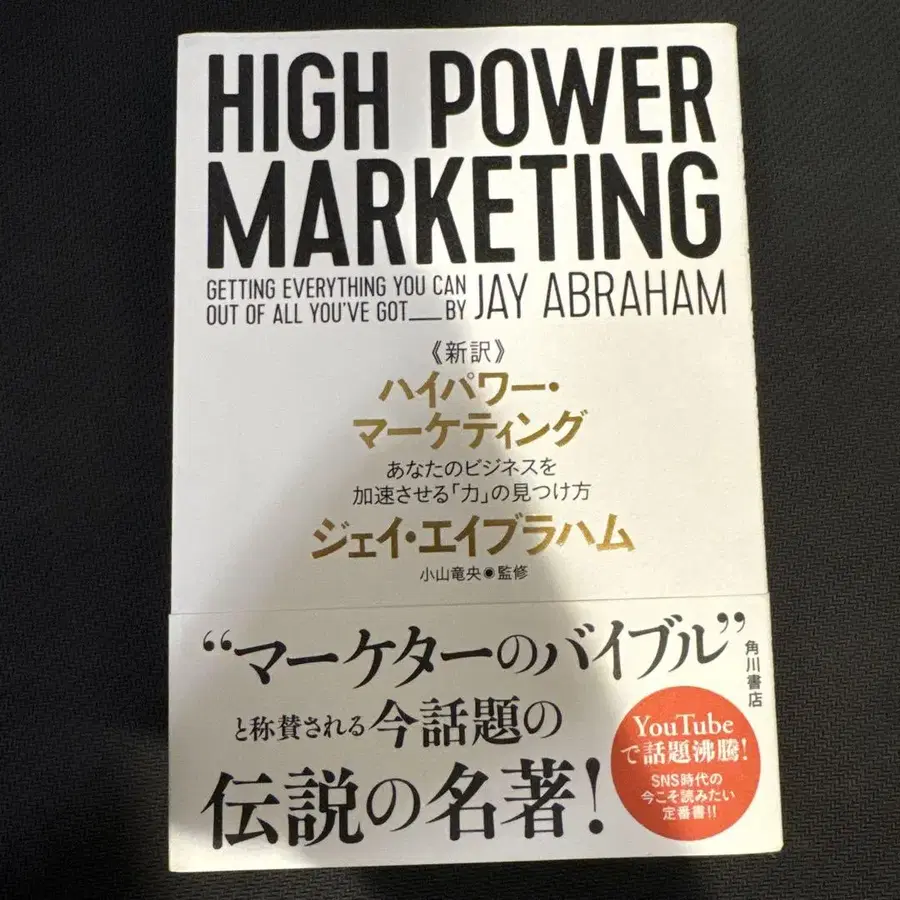 HIGH POWER
MARKETING
GETTING EVERYTHING YOU CAN
OUT OF ALL YOU'VE GOT___BY JAY ABRAHAM
《新訳》
ハイパワー・
マーケティング
あなたのビジネスを
加速させる「力」の見つけ方
ジェイ・エイブラハム
小山竜央◉監修
“マーケターのバイブル”
と称賛される今話題の
伝説の名著!
角川書店
YouTube
で話題沸騰!
SNS時代の
今こそ読みたい
定番書!!